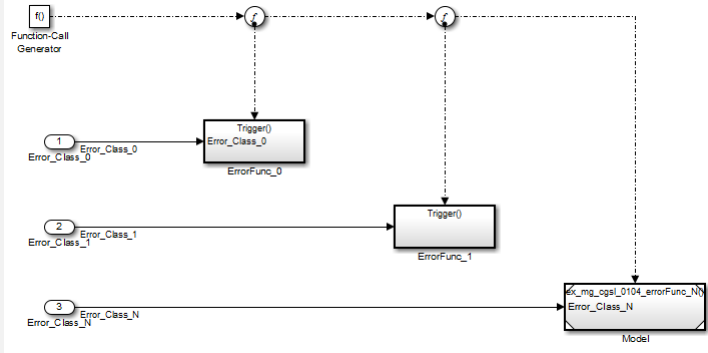 f()
f
f
Function-Call
Generator
Trigger()
1
Error_Class_0
Error_Class_0
Error_Class_0
ErrorFunc_0
Trigger()
2
Error_Class_1
Error_Class_1
ErrorFunc_1
ex_mg_cgsl_0104_errorFunc_N()
3
Error_Class_N
Error_Class_N
Error_Class_N
Model